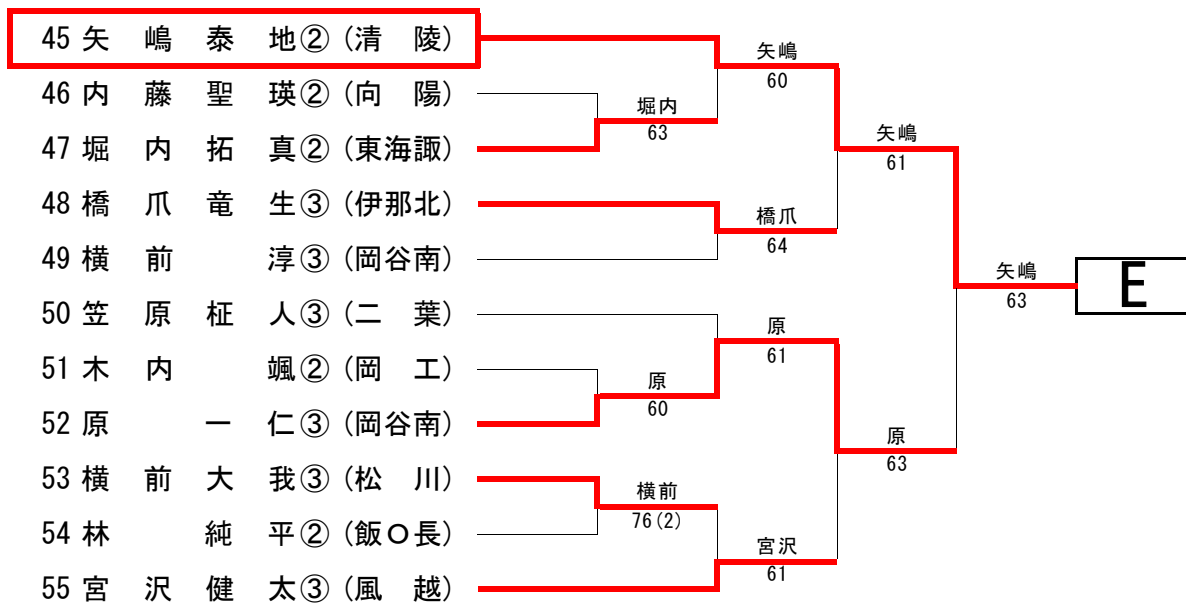 45 矢 嶋 泰 地② (清 陵)
46 内 藤 聖 瑛② (向 陽)
47 堀 内 拓 真② (東海諏)
48 橋 爪 竜 生③ (伊那北)
49 横 前 淳③ (岡谷南)
50 笠 原 柾 人③ (二 葉)
51 木 内 颯② (岡 工)
52 原 一 仁③ (岡谷南)
53 横 前 大 我③ (松 川)
54 林 純 平② (飯O長)
55 宮 沢 健 太③ (風 越)
堀内
63
原
60
横前
76(2)
矢嶋
60
橋爪
64
原
61
宮沢
61
矢嶋
61
原
63
矢嶋
63
E